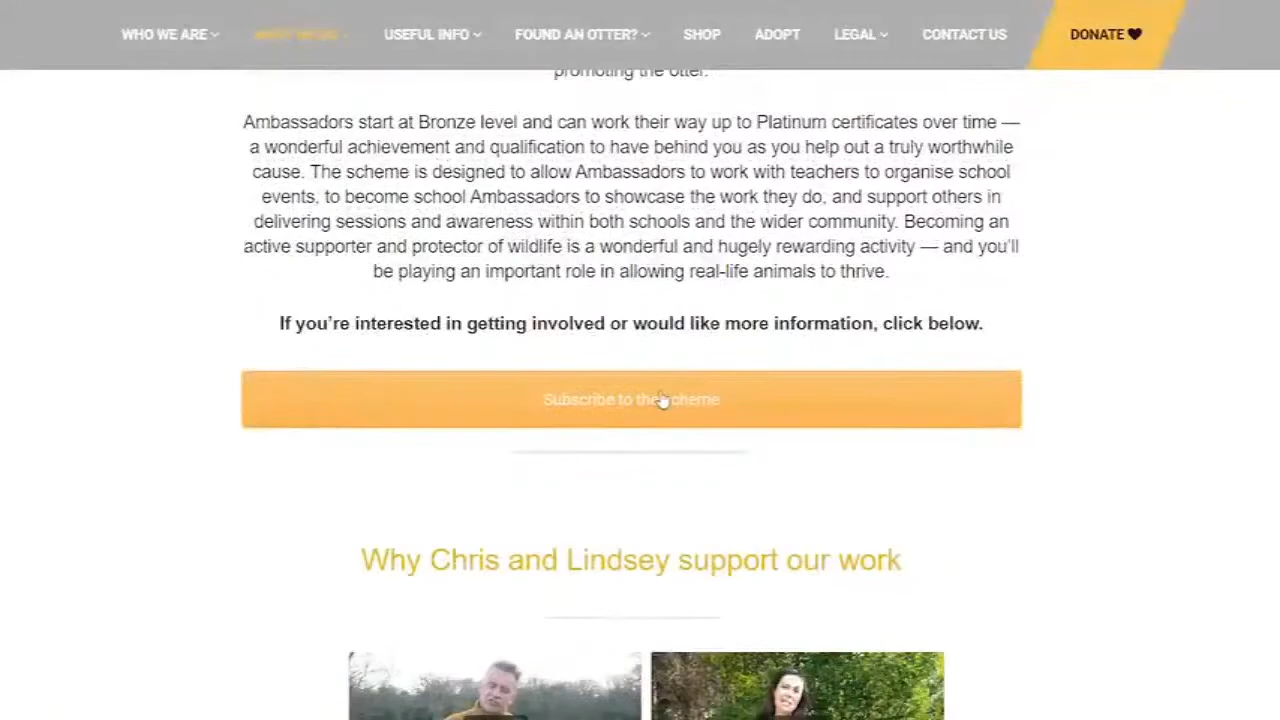 WHO WE ARE USEFUL INFO FOUND AN OTTER? SHOP ADOPT LEGAL CONTACT US DONATE
promoting the otter.
Ambassadors start at Bronze level and can work their way up to Platinum certificates over time —
a wonderful achievement and qualification to have behind you as you help out a truly worthwhile
cause. The scheme is designed to allow Ambassadors to work with teachers to organise school
events, to become school Ambassadors to showcase the work they do, and support others in
delivering sessions and awareness within both schools and the wider community. Becoming an
active supporter and protector of wildlife is a wonderful and hugely rewarding activity — and you'll
be playing an important role in allowing real-life animals to thrive.
If you're interested in getting involved or would like more information, click below.
Subscribe to the scheme
Why Chris and Lindsey support our work